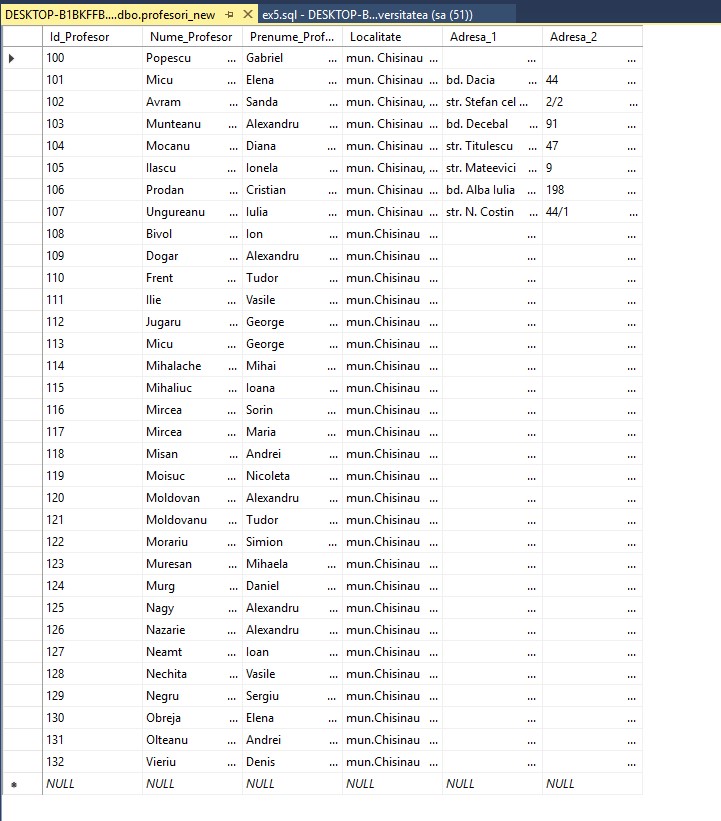 DESKTOP-B1BKFFB....dbo.profesori_new ex5.sql - DESKTOP-B...versitatea (sa (51))
Id_Profesor Nume_Profesor Prenume_Prof... Localitate Adresa_1 Adresa_2
100 Popescu ... Gabriel ... mun. Chisinau ... ... ...
101 Micu ... Elena ... mun. Chisinau ... bd. Dacia ... 44 ...
102 Avram ... Sanda ... mun. Chisinau, ... str. Stefan cel ... 2/2 ...
103 Munteanu ... Alexandru ... mun. Chisinau ... bd. Decebal ... 91 ...
104 Mocanu ... Diana ... mun. Chisinau ... str. Titulescu ... 47 ...
105 Ilascu ... Ionela ... mun. Chisinau, ... str. Mateevici ... 9 ...
106 Prodan ... Cristian ... mun. Chisinau ... bd. Alba Iulia ... 198 ...
107 Ungureanu ... Iulia ... mun. Chisinau ... str. N. Costin ... 44/1 ...
108 Bivol ... Ion ... mun.Chisinau ... ... ...
109 Dogar ... Alexandru ... mun.Chisinau ... ... ...
110 Frent ... Tudor ... mun.Chisinau ... ... ...
111 Ilie ... Vasile ... mun.Chisinau ... ... ...
112 Jugaru ... George ... mun.Chisinau ... ... ...
113 Micu ... George ... mun.Chisinau ... ... ...
114 Mihalache ... Mihai ... mun.Chisinau ... ... ...
115 Mihaliuc ... Ioana ... mun.Chisinau ... ... ...
116 Mircea ... Sorin ... mun.Chisinau ... ... ...
117 Mircea ... Maria ... mun.Chisinau ... ... ...
118 Misan ... Andrei ... mun.Chisinau ... ... ...
119 Moisuc ... Nicoleta ... mun.Chisinau ... ... ...
120 Moldovan ... Alexandru ... mun.Chisinau ... ... ...
121 Moldovanu ... Tudor ... mun.Chisinau ... ... ...
122 Morariu ... Simion ... mun.Chisinau ... ... ...
123 Muresan ... Mihaela ... mun.Chisinau ... ... ...
124 Murg ... Daniel ... mun.Chisinau ... ... ...
125 Nagy ... Alexandru ... mun.Chisinau ... ... ...
126 Nazarie ... Alexandru ... mun.Chisinau ... ... ...
127 Neamt ... Ioan ... mun.Chisinau ... ... ...
128 Nechita ... Vasile ... mun.Chisinau ... ... ...
129 Negru ... Sergiu ... mun.Chisinau ... ... ...
130 Obreja ... Elena ... mun.Chisinau ... ... ...
131 Olteanu ... Andrei ... mun.Chisinau ... ... ...
132 Vieriu ... Denis ... mun.Chisinau ... ... ...
NULL NULL NULL NULL NULL NULL